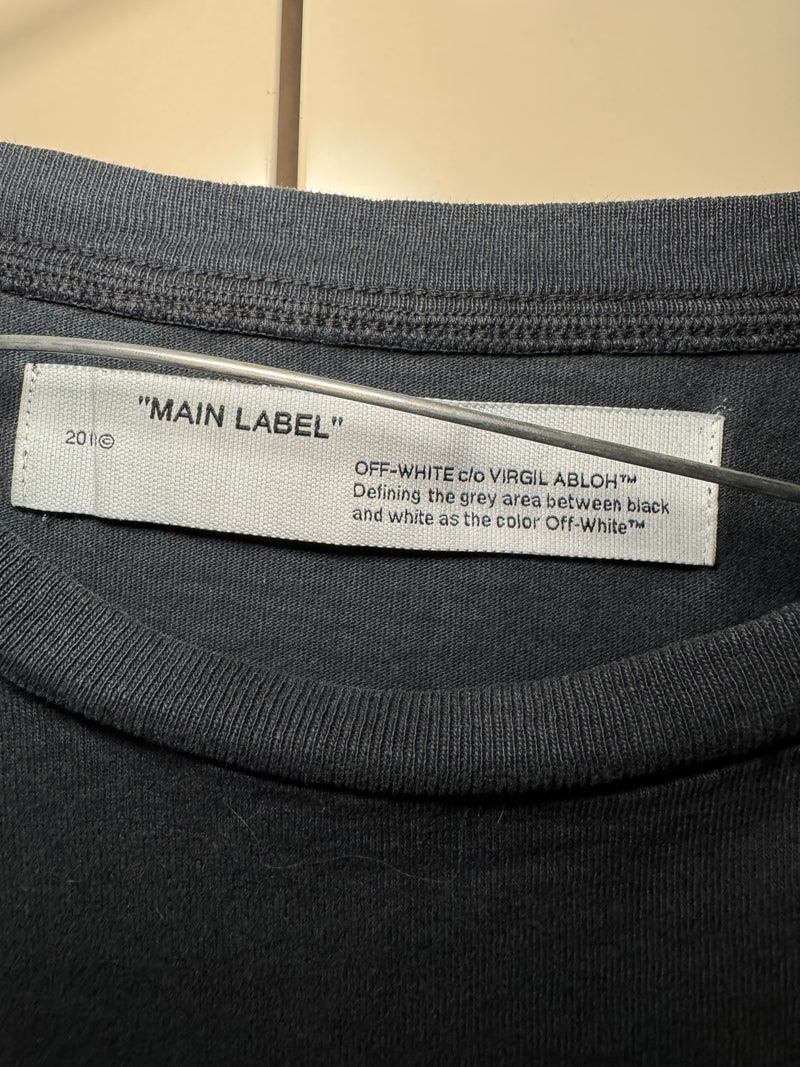 "MAIN LABEL"
2011©
OFF-WHITE c/o VIRGIL ABLOH™
Defining the grey area between black
and white as the color Off-White™